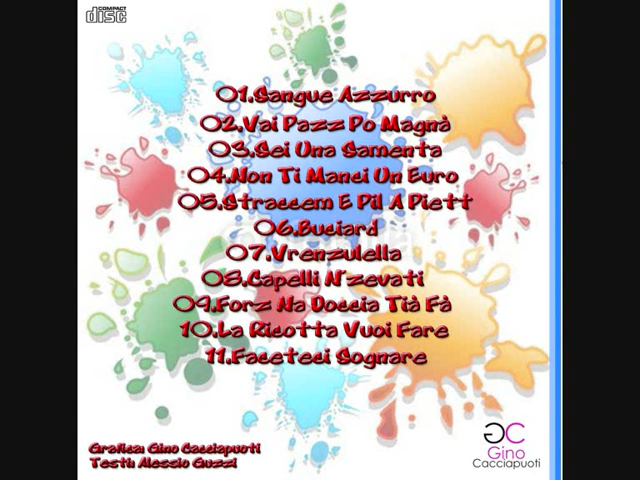 COMPACT
disc
01.Sangue Azzurro
02.Vai Pazz Po Magnà
03.Sei Una Samenta
04.Non Ti Manci Un Euro
05.Straccem E Pil A Piett
06.Buciard
07.Vrenzulella
08.Capelli N'zevati
09.Forz Na Doccia Tià Fà
10.La Ricotta Vuoi Fare
11.Faceteci Sognare
Grafica: Gino Cacciapuoti
Testi: Alessio Guzzi
GC
Gino
Cacciapuoti